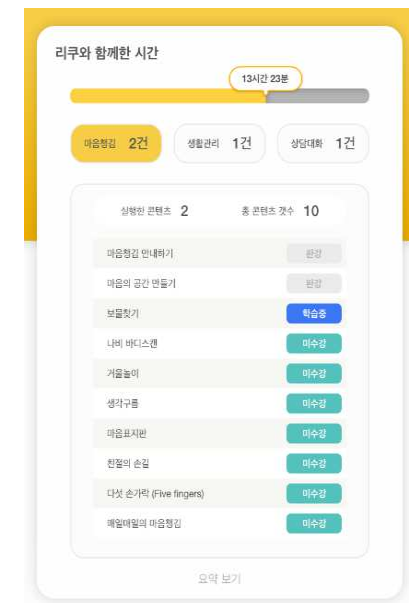 리쿠와 함께한 시간
13시간 23분
마음챙김 2건 생활관리 1건 상담대화 1건
실행한 콘텐츠 2 총 콘텐츠 갯수 10
마음챙김 안내하기 완강
마음의 공간 만들기 완강
보물찾기 학습중
나비 바디스캔 미수강
거울놀이 미수강
생각구름 미수강
마음표지판 미수강
친절의 손길 미수강
다섯 손가락 (Five fingers) 미수강
매일매일의 마음챙김 미수강
요약 보기